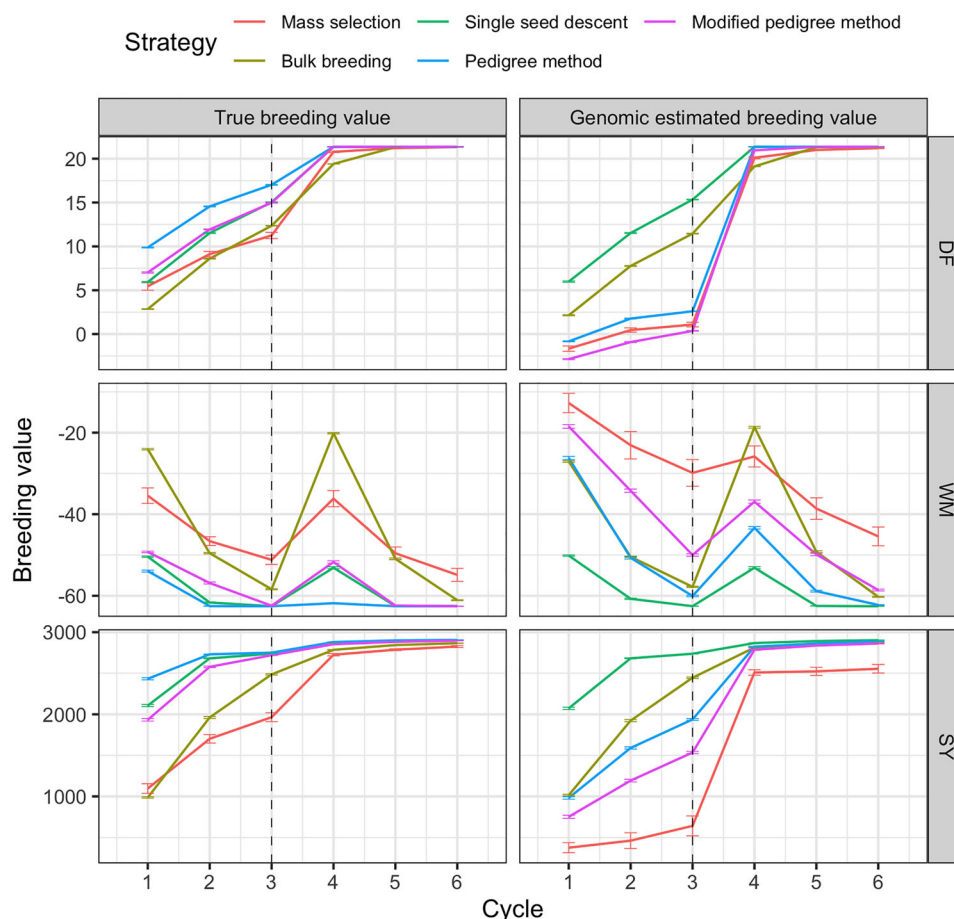 Strategy
Mass selection
Single seed descent
Modified pedigree method
Bulk breeding
Pedigree method
True breeding value
Genomic estimated breeding value
20
15
10
5
0
DF
-20
-40
-60
WM
3000
2000
1000
SY
Breeding value
1 2 3 4 5 6
1 2 3 4 5 6
Cycle